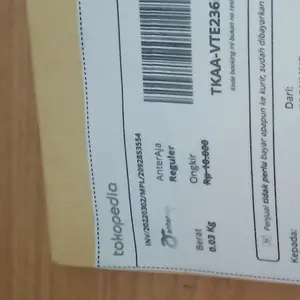 tokopedia
INV/20220302/MPL/2092853554
AnterAja
Reguler
Berat
0.03 Kg
Ongkir
Rp 10.000
TKAA-VTE236
Kode booking ini bukan no resi
Penjual tidak perlu bayar apapun ke kurir, sudah dibayarkan
Kepada:
Dari: